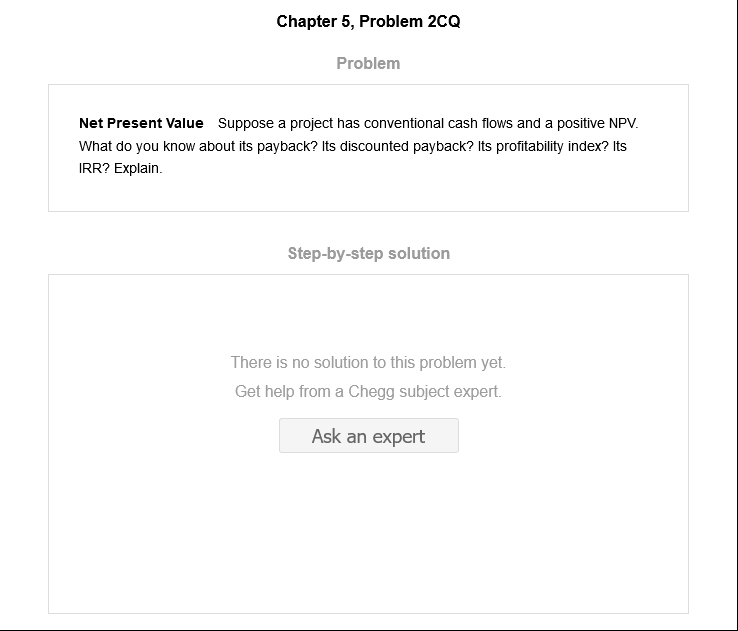 Chapter 5, Problem 2CQ
Problem
Net Present Value Suppose a project has conventional cash flows and a positive NPV.
What do you know about its payback? Its discounted payback? Its profitability index? Its
IRR? Explain.
Step-by-step solution
There is no solution to this problem yet.
Get help from a Chegg subject expert.
Ask an expert